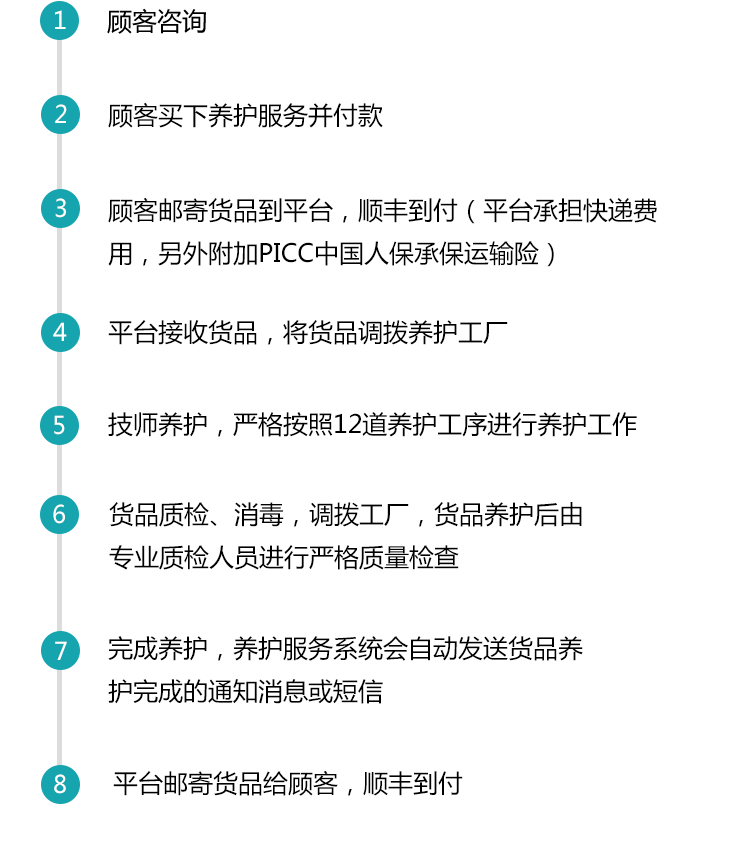 1 顾客咨询
2 顾客买下养护服务并付款
3 顾客邮寄货品到平台，顺丰到付（平台承担快递费
用，另外附加PICC中国人保承保运输险）
4 平台接收货品，将货品调拨养护工厂
5 技师养护，严格按照12道养护工序进行养护工作
6 货品质检、消毒，调拨工厂，货品养护后由
专业质检人员进行严格质量检查
7 完成养护，养护服务系统会自动发送货品养
护完成的通知消息或短信
8 平台邮寄货品给顾客，顺丰到付